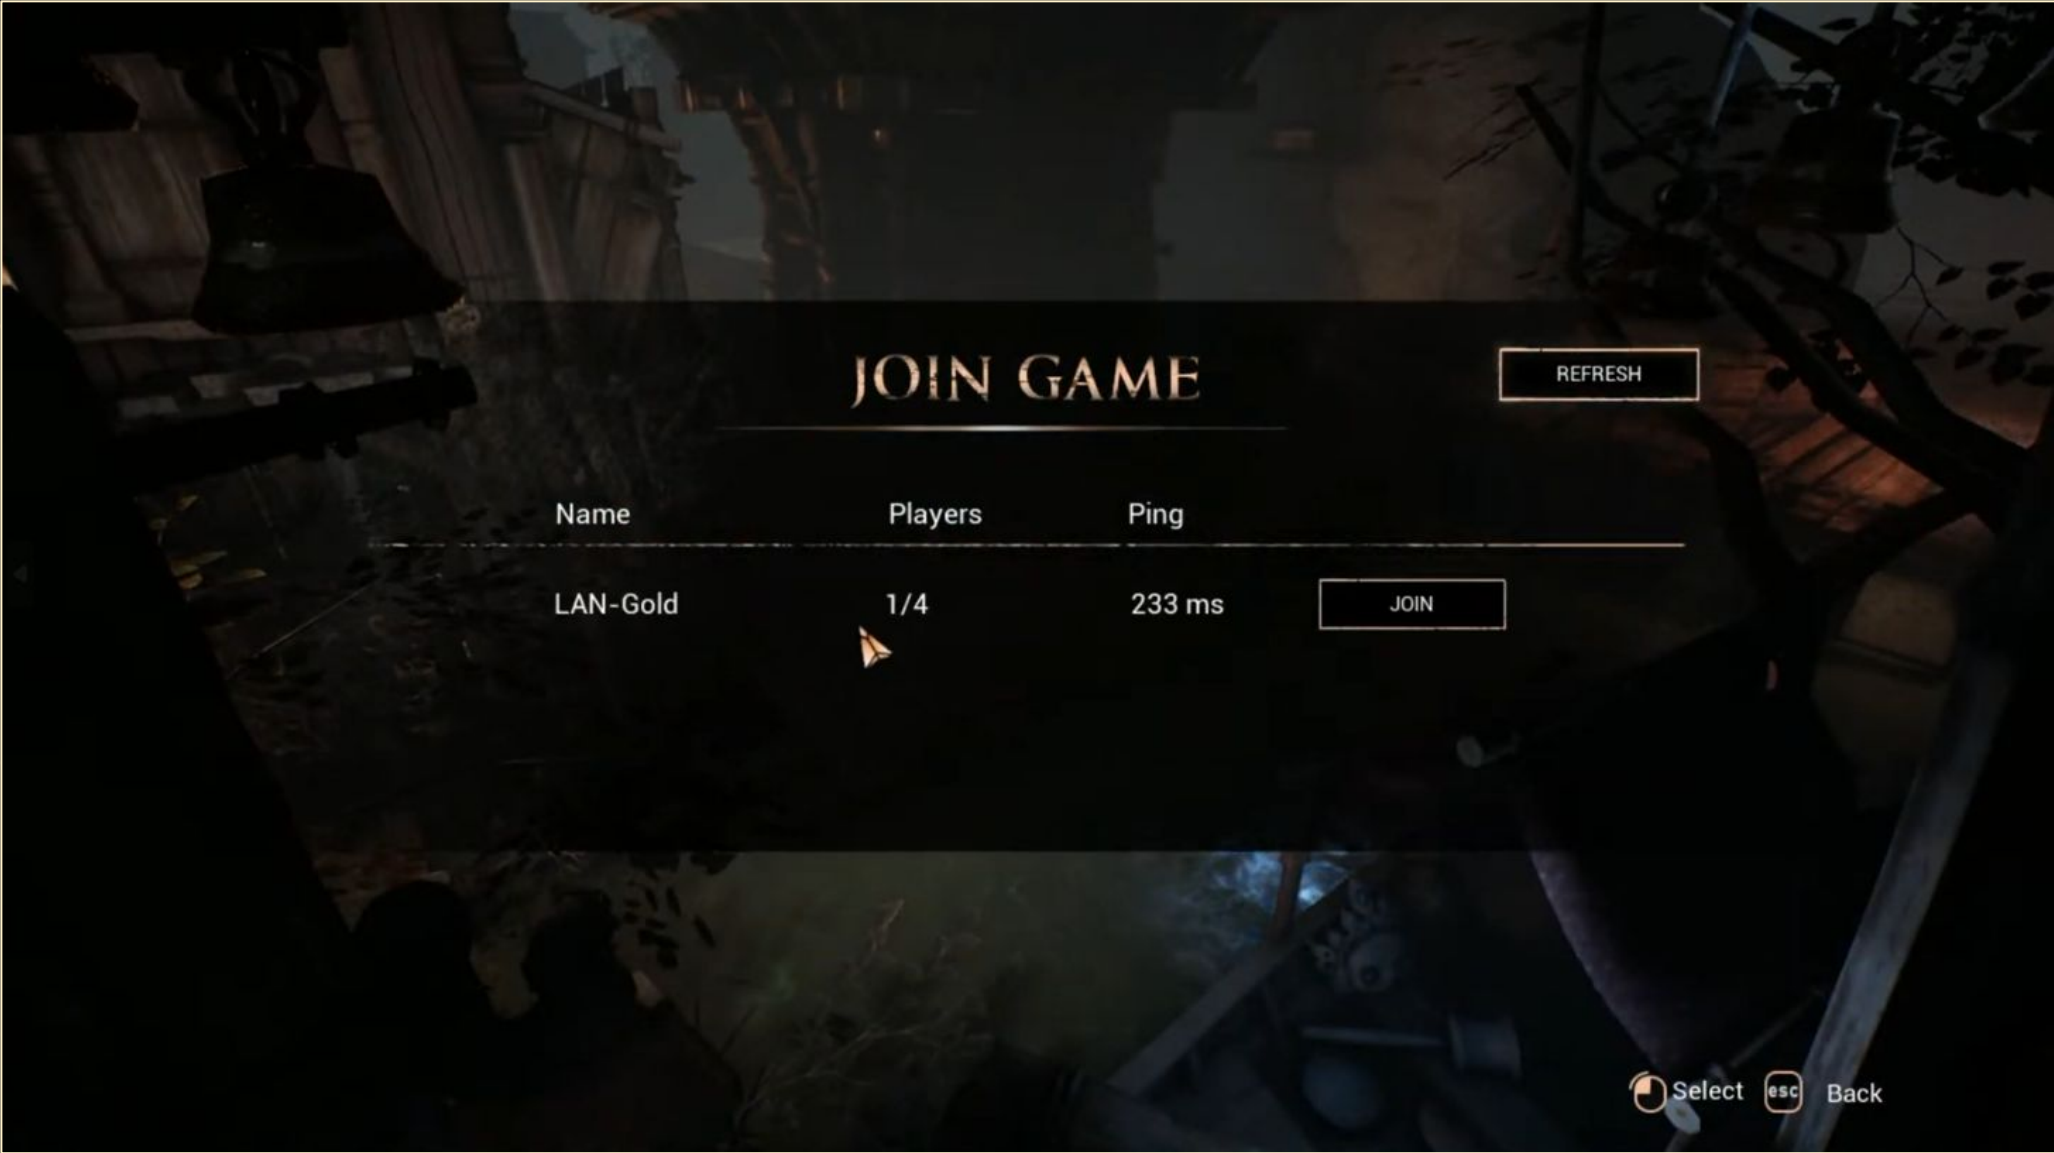 JOIN GAME
REFRESH
Name Players Ping
LAN-Gold 1/4 233 ms JOIN
Select esc Back